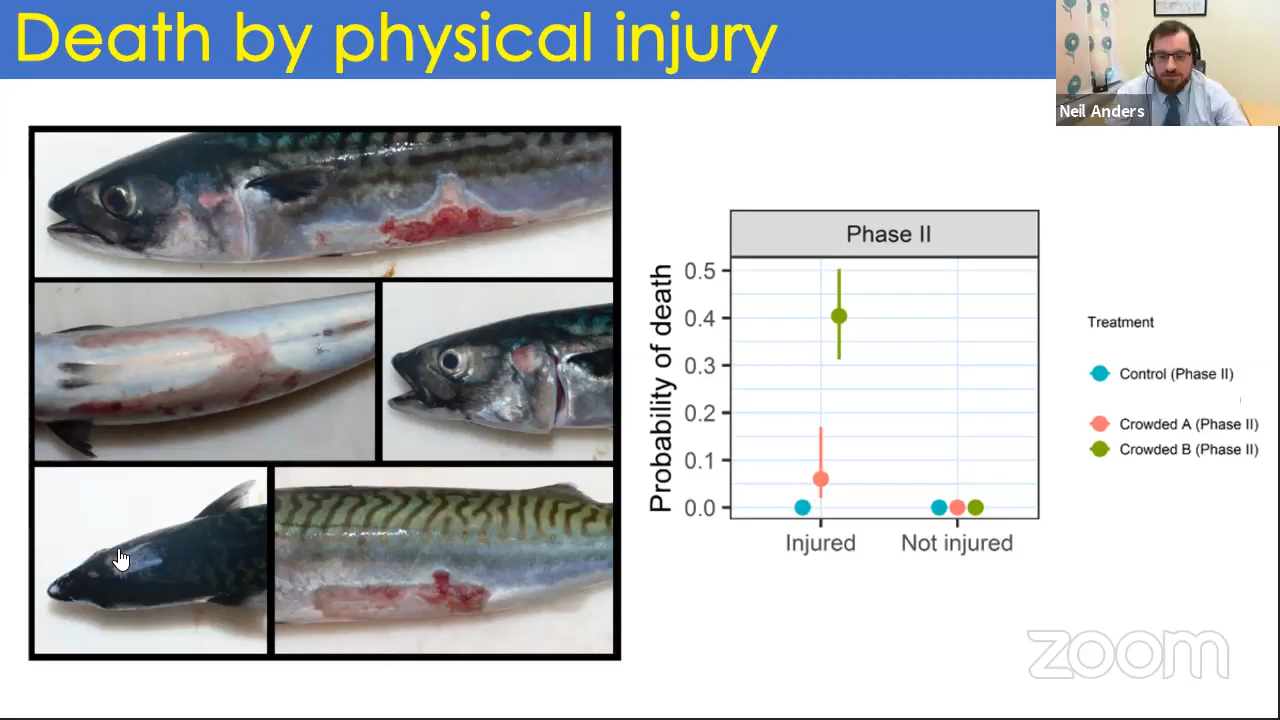 Death by physical injury
Neil Anders
Phase II
Probability of death
0.5
0.4
0.3
0.2
0.1
0.0
Injured
Not injured
Treatment
Control (Phase II)
Crowded A (Phase II)
Crowded B (Phase II)
zoom